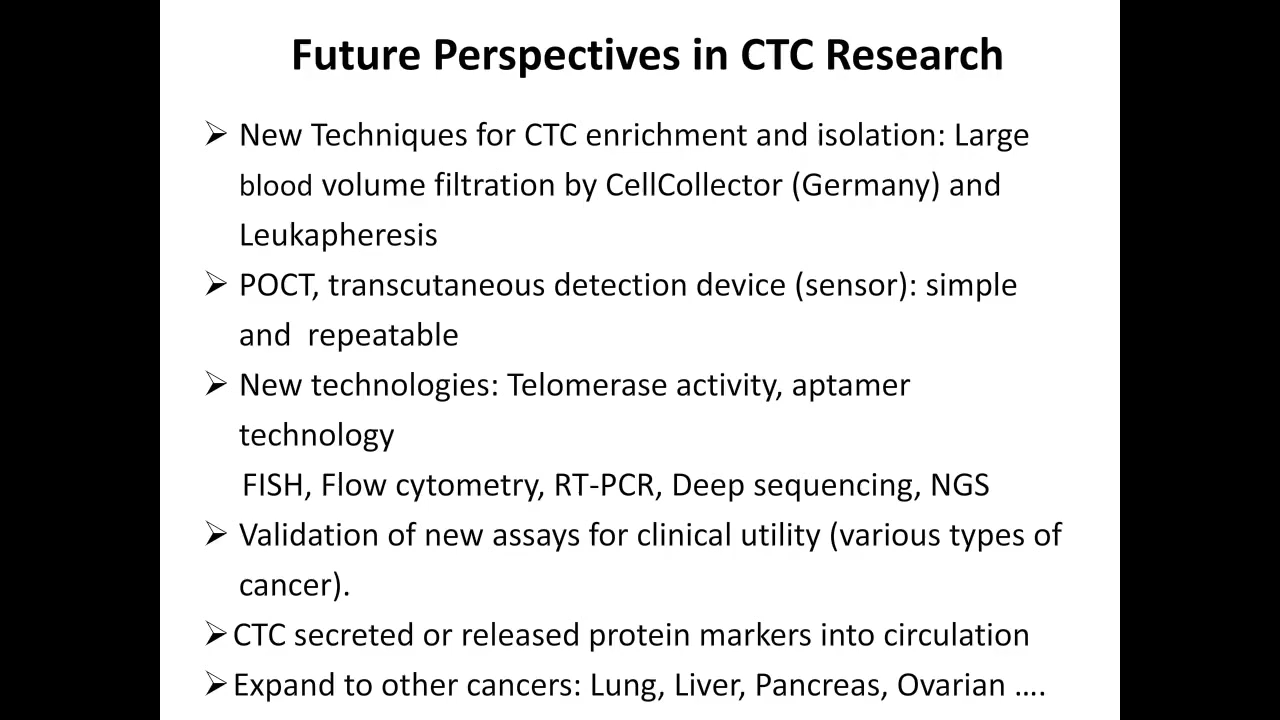 Future Perspectives in CTC Research
➢ New Techniques for CTC enrichment and isolation: Large
blood volume filtration by CellCollector (Germany) and
Leukapheresis
➢ POCT, transcutaneous detection device (sensor): simple
and  repeatable
➢ New technologies: Telomerase activity, aptamer
technology
FISH, Flow cytometry, RT-PCR, Deep sequencing, NGS
➢ Validation of new assays for clinical utility (various types of
cancer).
➢CTC secreted or released protein markers into circulation
➢Expand to other cancers: Lung, Liver, Pancreas, Ovarian ....